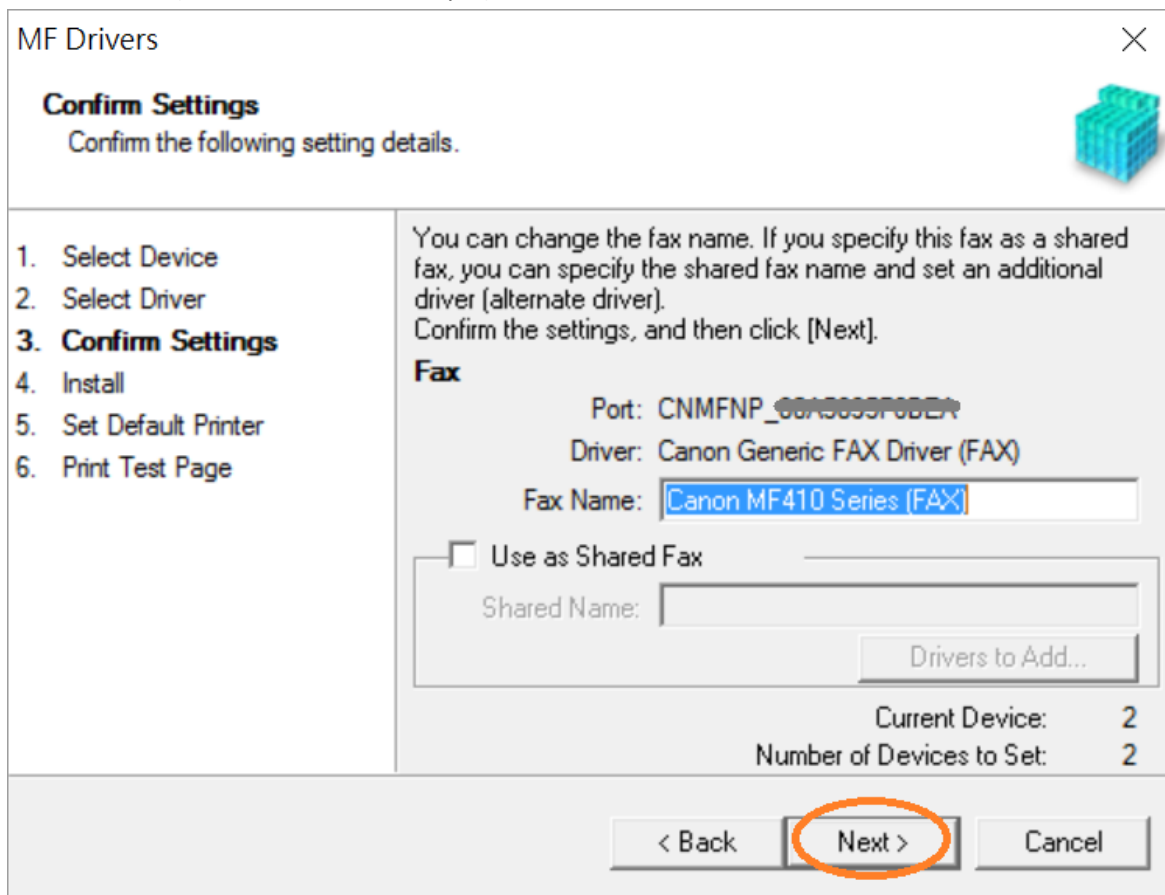 MF Drivers
Confirm Settings
Confirm the following setting details.
1. Select Device
2. Select Driver
3. Confirm Settings
4. Install
5. Set Default Printer
6. Print Test Page
You can change the fax name. If you specify this fax as a shared
fax, you can specify the shared fax name and set an additional
driver (alternate driver).
Confirm the settings, and then click [Next].
Fax
Port: CNMFNP_
Driver: Canon Generic FAX Driver (FAX)
Fax Name: Canon MF410 Series (FAX)
Use as Shared Fax
Shared Name:
Drivers to Add...
Current Device: 2
Number of Devices to Set: 2
< Back
Next >
Cancel